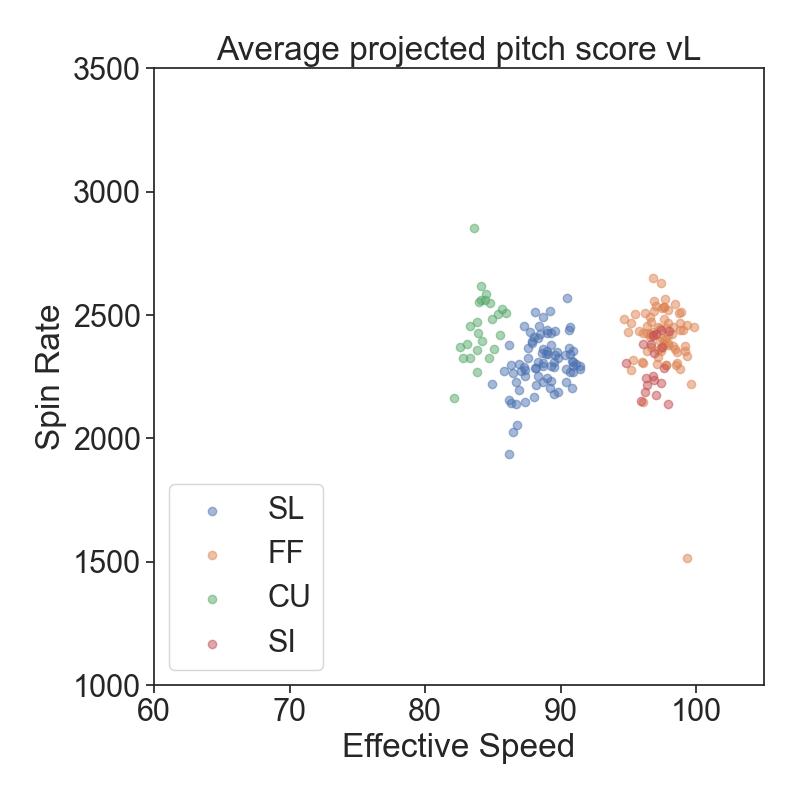 Average projected pitch score vL
3500
3000
2500
2000
1500
1000
Spin Rate
SL
FF
CU
SI
60 70 80 90 100
Effective Speed